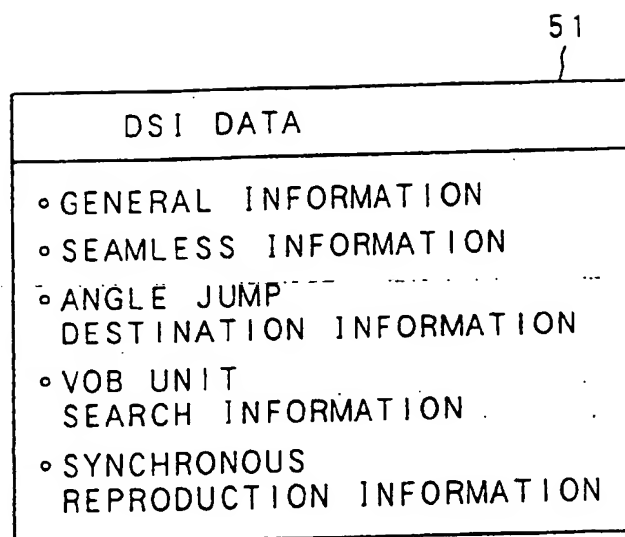 51
DSI DATA
∘GENERAL INFORMATION
∘SEAMLESS INFORMATION
∘ANGLE JUMP
DESTINATION INFORMATION
∘VOB UNIT
SEARCH INFORMATION
∘SYNCHRONOUS
REPRODUCTION INFORMATION